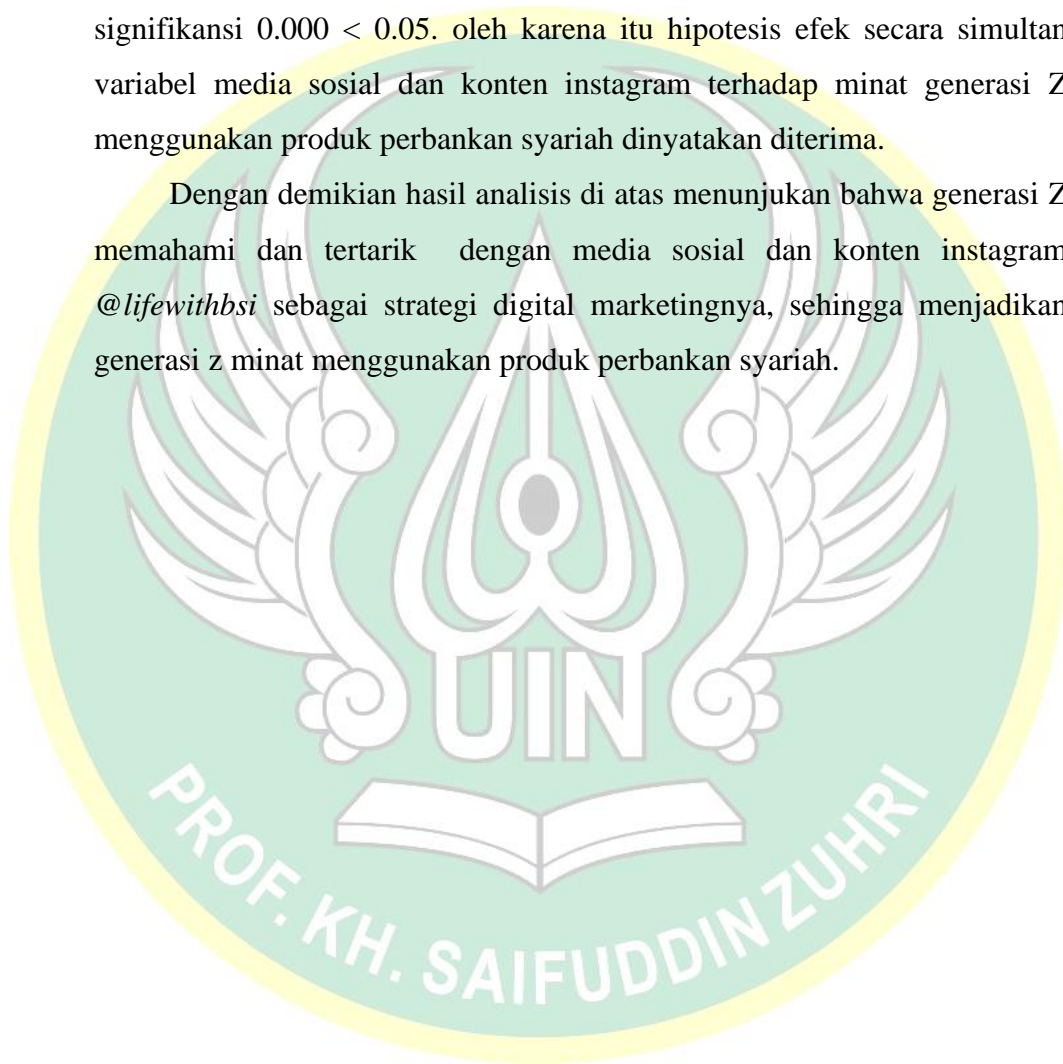 signifikansi 0.000 < 0.05. oleh karena itu hipotesis efek secara simultan
variabel media sosial dan konten instagram terhadap minat generasi Z
menggunakan produk perbankan syariah dinyatakan diterima.
Dengan demikian hasil analisis di atas menunjukan bahwa generasi Z
memahami dan tertarik dengan media sosial dan konten instagram
@lifewithbsi sebagai strategi digital marketingnya, sehingga menjadikan
generasi z minat menggunakan produk perbankan syariah.
UIN
PROF. KH. SAIFUDDIN ZUHRI